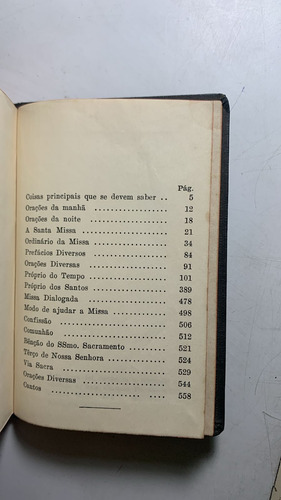 Pág.
Cuisas principais que se devem saber .. 5
Orações da manhã ................ 12
Orações da noite ................ 18
A Santa Missa ................ 21
Ordinário da Missa ................ 34
Prefácios Diversos ................ 84
Orações Diversas ................ 91
Próprio do Tempo ................ 101
Próprio dos Santos ................ 389
Missa Dialogada ................ 478
Modo de ajudar a Missa ............ 498
Confissão ................ 506
Comunhão ................ 512
Bênção do SSmo. Sacramento ........ 521
Têrço de Nossa Senhora ............ 524
Via Sacra ................ 529
Orações Diversas ................ 544
Cantos ................ 558